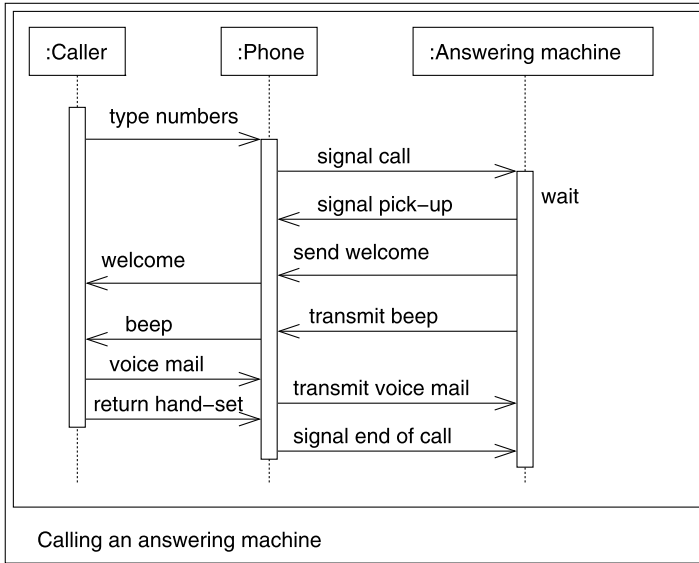 :Caller
:Phone
:Answering machine
type numbers
signal call
wait
signal pick−up
send welcome
welcome
transmit beep
beep
voice mail
transmit voice mail
return hand−set
signal end of call
Calling an answering machine